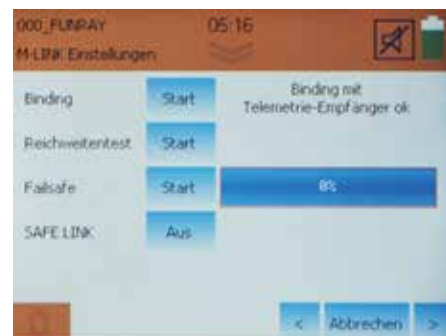 000_FUNRAY 05:16
M-LINK Einstellungen
Binding Start
Binding mit
Telemetrie-Empfänger ok
Reichweitentest Start
Failsafe Start 0%
SAFE LINK Aus
< Abbrechen >